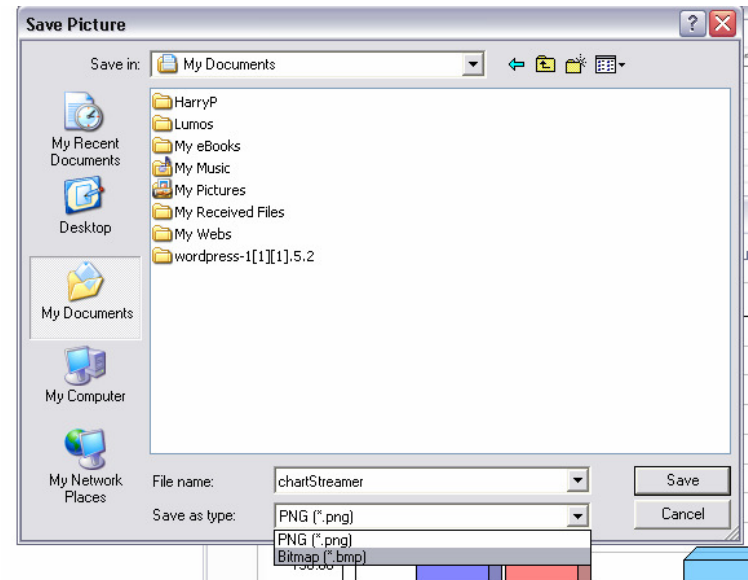 Save Picture
Save in: My Documents
HarryP
Lumos
My eBooks
My Music
My Pictures
My Received Files
My Webs
wordpress-1[1][1].5.2
My Recent
Documents
Desktop
My Documents
My Computer
My Network
Places
File name: chartStreamer Save
Save as type: PNG (*.png) Cancel
PNG (*.png)
Bitmap (*.bmp)